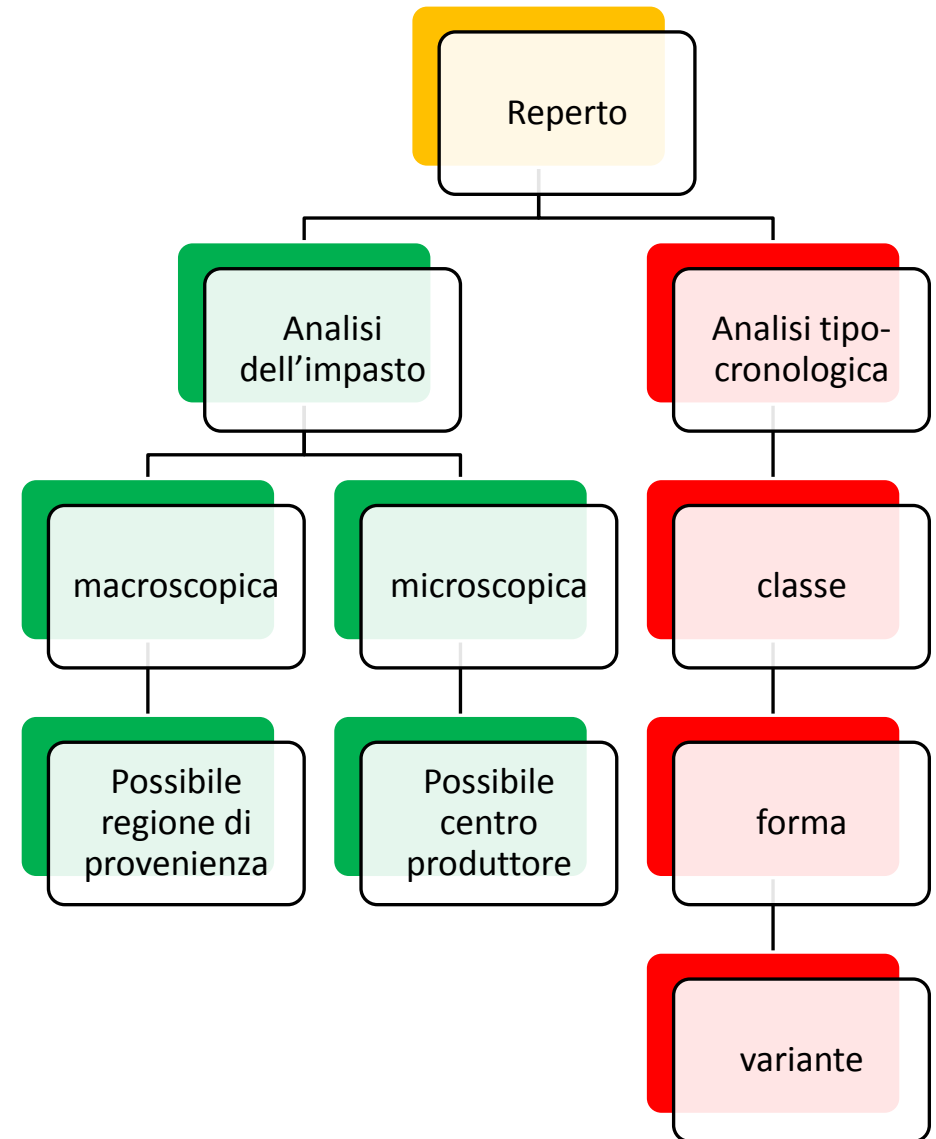 Reperto
Analisi
dell’impasto
Analisi tipo-
cronologica
macroscopica
microscopica
classe
Possibile
regione di
provenienza
Possibile
centro
produttore
forma
variante